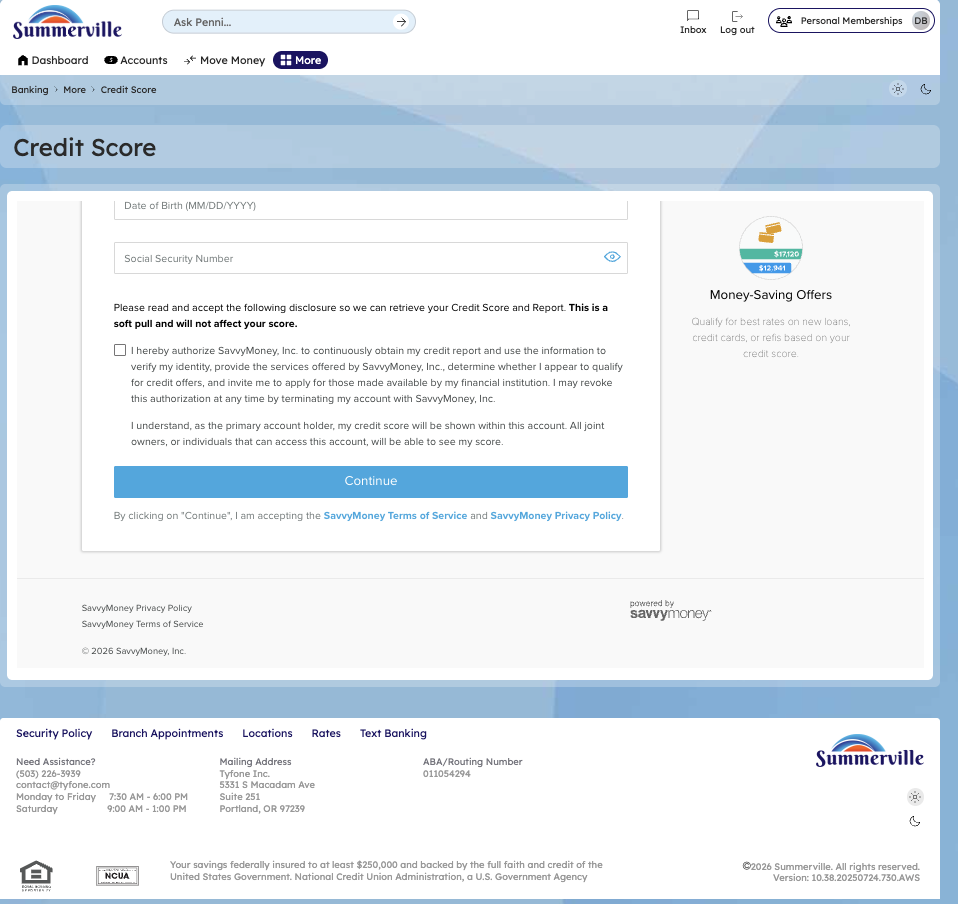 Summerville
Ask Penni...
Inbox
Log out
Personal Memberships
DB
Dashboard
Accounts
Move Money
More
Banking
More
Credit Score
Credit Score
Date of Birth (MM/DD/YYYY)
Social Security Number
Please read and accept the following disclosure so we can retrieve your Credit Score and Report. This is a
soft pull and will not affect your score.
I hereby authorize SavvyMoney, Inc. to continuously obtain my credit report and use the information to
verify my identity, provide the services offered by SavvyMoney, Inc., determine whether I appear to qualify
for credit offers, and invite me to apply for those made available by my financial institution. I may revoke
this authorization at any time by terminating my account with SavvyMoney, Inc.
I understand, as the primary account holder, my credit score will be shown within this account. All joint
owners, or individuals that can access this account, will be able to see my score.
Continue
By clicking on "Continue", I am accepting the SavvyMoney Terms of Service and SavvyMoney Privacy Policy.
$17,120
$12,941
Money-Saving Offers
Qualify for best rates on new loans,
credit cards, or refis based on your
credit score.
SavvyMoney Privacy Policy
SavvyMoney Terms of Service
© 2026 SavvyMoney, Inc.
powered by
savvymoney
Security Policy
Branch Appointments
Locations
Rates
Text Banking
Need Assistance?
(503) 226-3939
contact@tyfone.com
Monday to Friday 7:30 AM - 6:00 PM
Saturday 9:00 AM - 1:00 PM
Mailing Address
Tyfone Inc.
5331 S Macadam Ave
Suite 251
Portland, OR 97239
ABA/Routing Number
011054294
Summerville
NCUA
Your savings federally insured to at least $250,000 and backed by the full faith and credit of the
United States Government. National Credit Union Administration, a U.S. Government Agency
©2026 Summerville. All rights reserved.
Version: 10.38.20250724.730.AWS